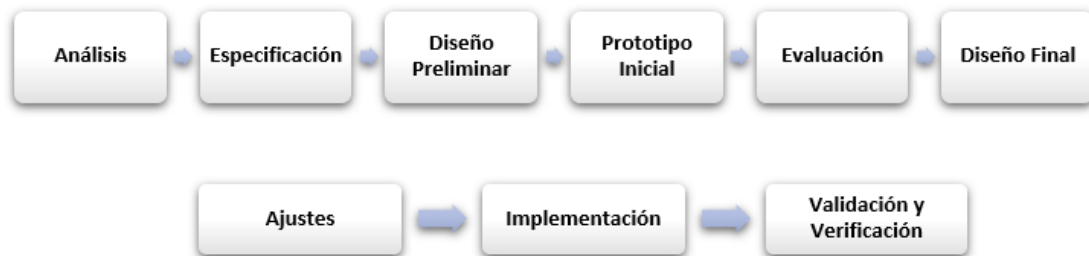 Análisis
Especificación
Diseño
Preliminar
Prototipo
Inicial
Evaluación
Diseño Final
Ajustes
Implementación
Validación y
Verificación